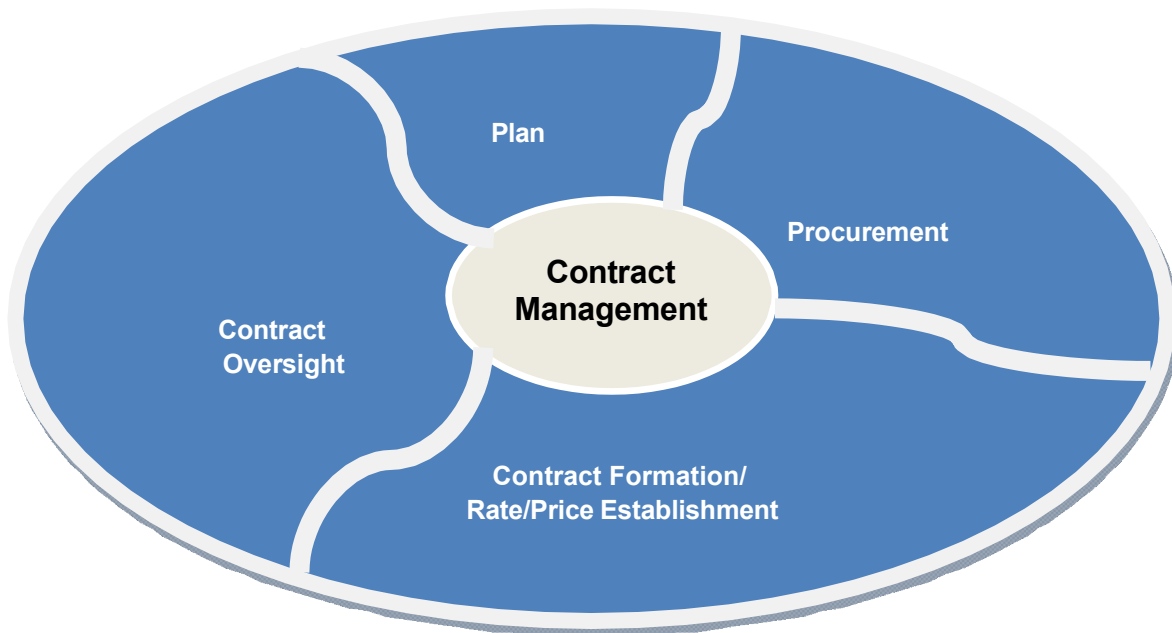 Plan
Procurement
Contract
Management
Contract
Oversight
Contract Formation/
Rate/Price Establishment